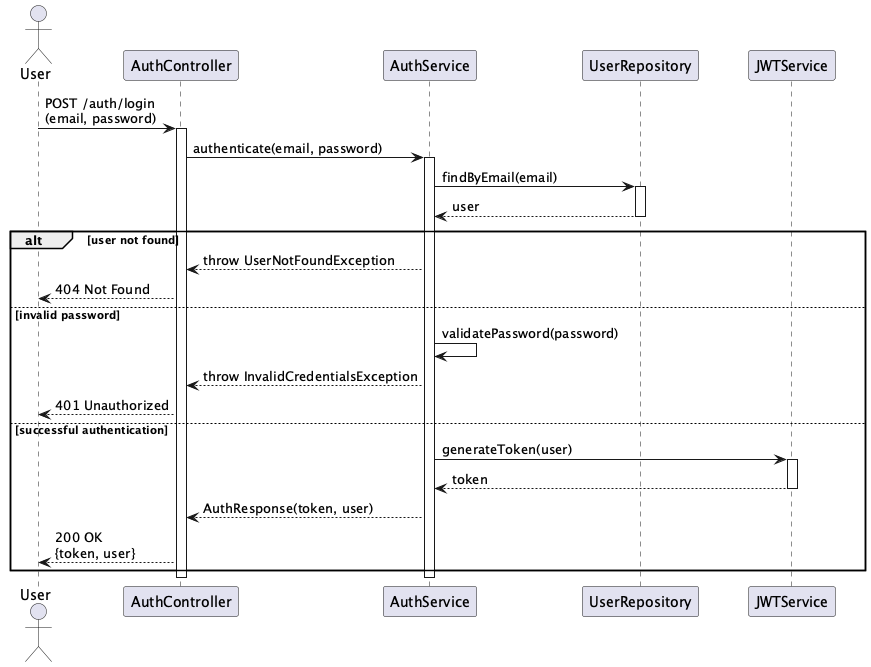 User
AuthController
AuthService
UserRepository
JWTService
POST /auth/login
(email, password)
authenticate(email, password)
findByEmail(email)
user
alt
[user not found]
throw UserNotFoundException
404 Not Found
[invalid password]
validatePassword(password)
throw InvalidCredentialsException
401 Unauthorized
[successful authentication]
generateToken(user)
token
AuthResponse(token, user)
200 OK
{token, user}
User
AuthController
AuthService
UserRepository
JWTService